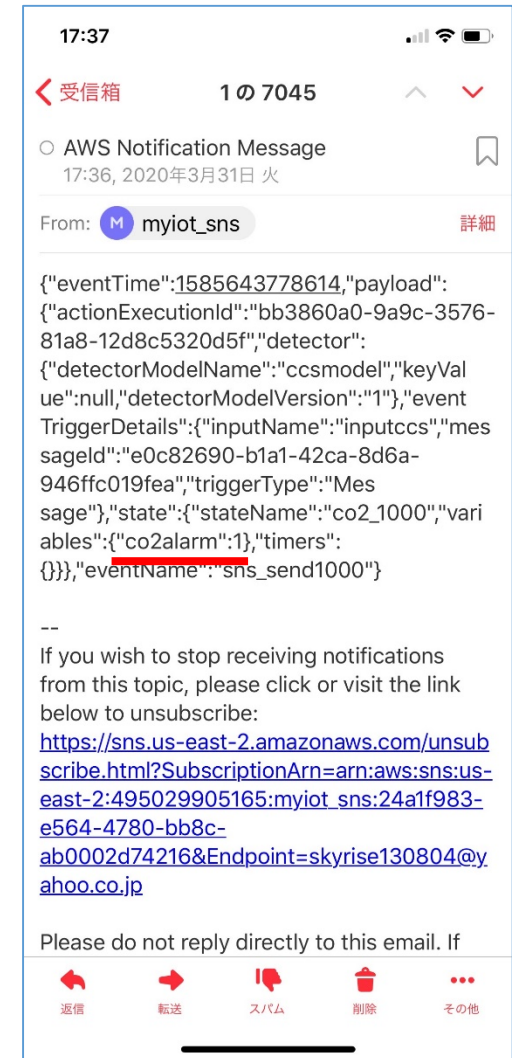 17:37
受信箱
1 の 7045
AWS Notification Message
17:36, 2020年3月31日 火
From: M myiot_sns 詳細
{"eventTime":1585643778614,"payload":
{"actionExecutionId":"bb3860a0-9a9c-3576-
81a8-12d8c5320d5f","detector":
{"detectorModelName":"ccsmodel","keyVal
ue":null,"detectorModelVersion":"1"},"event
TriggerDetails":{"inputName":"inputccs","mes
sageId":"e0c82690-b1a1-42ca-8d6a-
946ffc019fea","triggerType":"Mes
sage"},"state":{"stateName":"co2_1000","vari
ables":{"co2alarm":1},"timers":
{}}},"eventName":"sns_send1000"}
--
If you wish to stop receiving notifications
from this topic, please click or visit the link
below to unsubscribe:
https://sns.us-east-2.amazonaws.com/unsub
scribe.html?SubscriptionArn=arn:aws:sns:us-
east-2:495029905165:myiot_sns:24a1f983-
e564-4780-bb8c-
ab0002d74216&Endpoint=skyrise130804@y
ahoo.co.jp
Please do not reply directly to this email. If
返信 転送 スパム 削除 その他